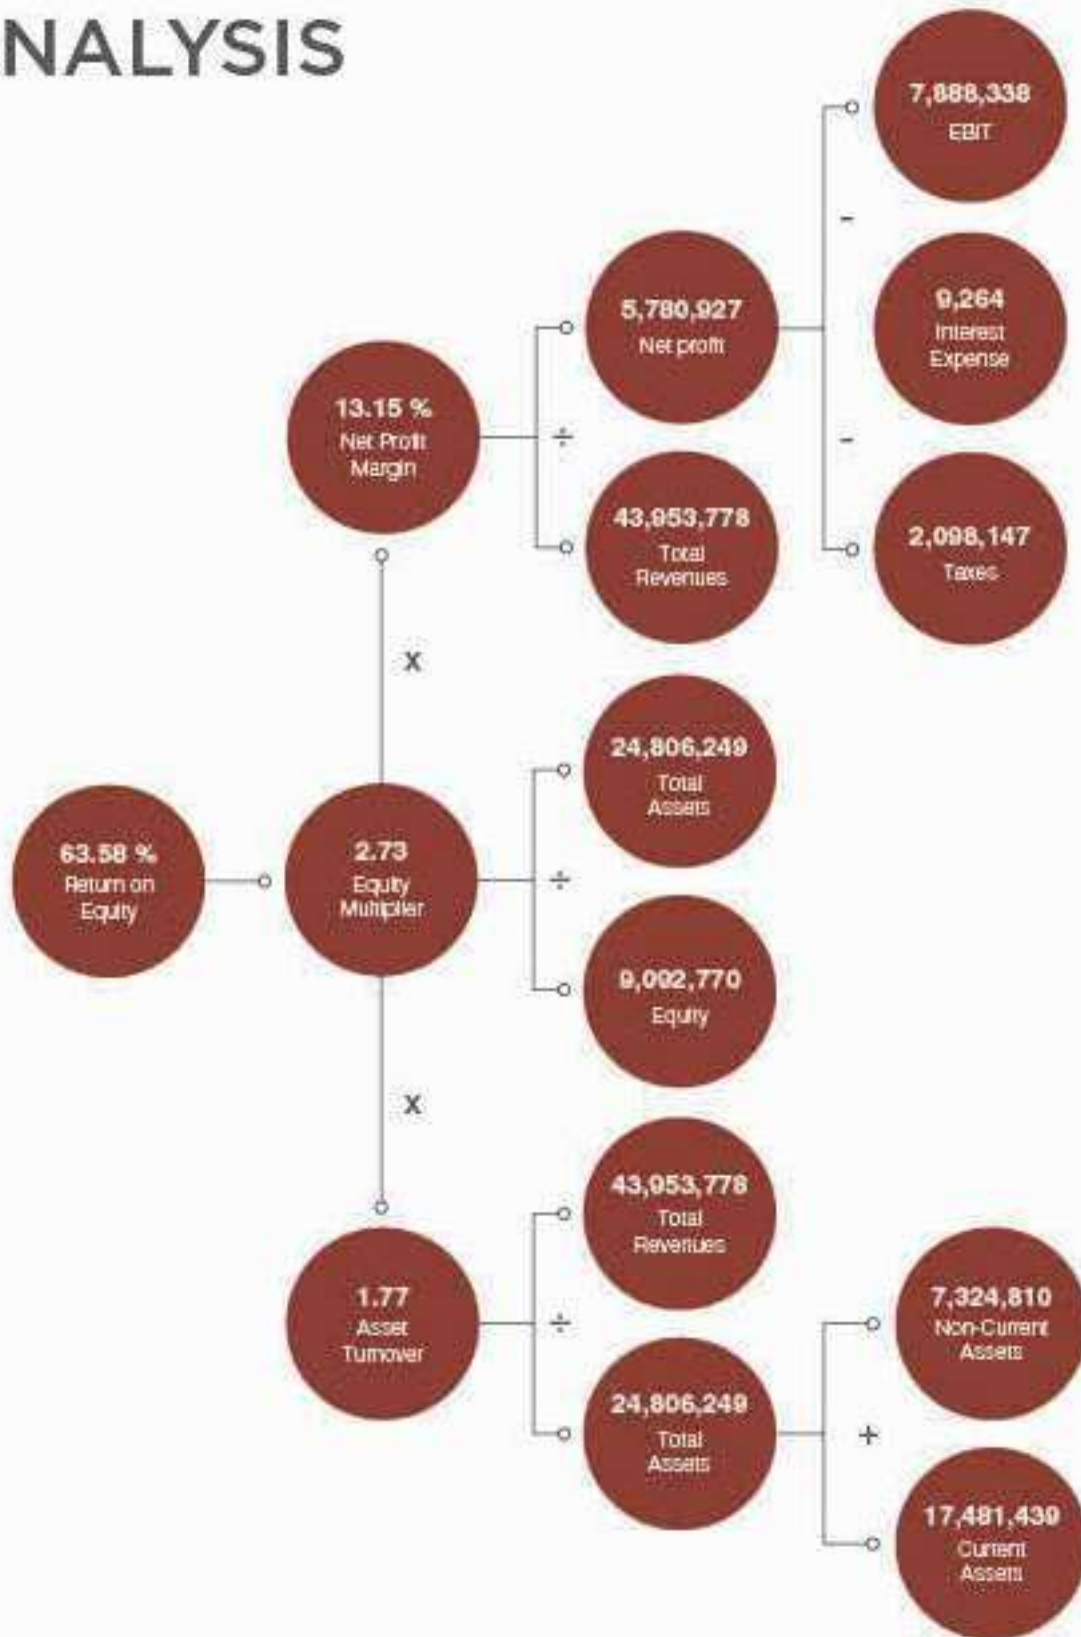 NALYSIS
7,888,338
EBIT
-
5,780,927
Net profit
9,264
Interest
Expense
13.15 %
Net Profit
Margin
÷
-
43,953,778
Total
Revenues
2,098,147
Taxes
x
24,806,249
Total
Assets
63.58 %
Return on
Equity
2.73
Equity
Multiplier
÷
9,092,770
Equity
x
43,953,778
Total
Revenues
1.77
Asset
Turnover
÷
7,324,810
Non-Current
Assets
24,806,249
Total
Assets
+
17,481,439
Current
Assets